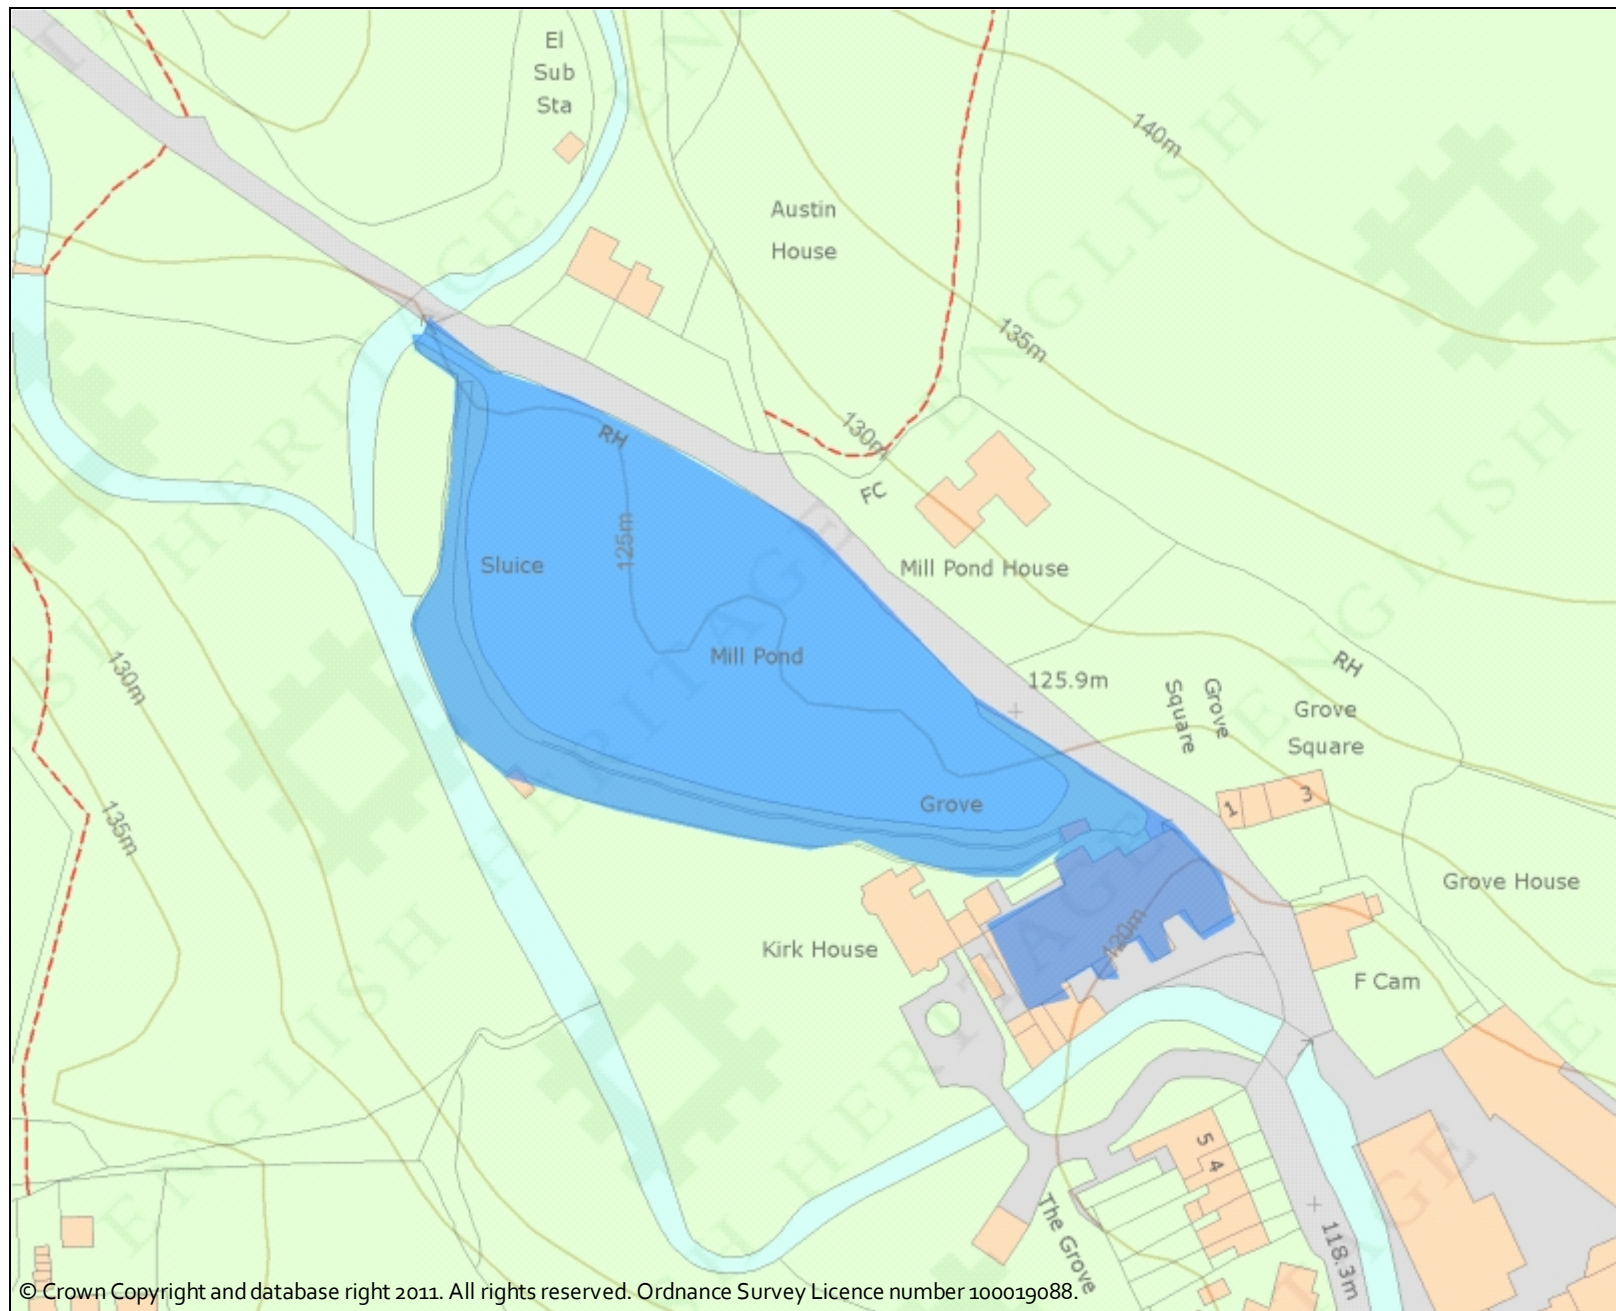 El
Sub
Sta
140m
Austin
House
135m
130m
RH
FC
125m
Sluice
Mill Pond House
Mill Pond
125.9m
RH
Grove
Square
Grove
Square
130m
135m
Grove
1
3
Grove House
120m
Kirk House
F Cam
5
4
The Grove
118.3m
ENGLISH HERITAGE
© Crown Copyright and database right 2011. All rights reserved. Ordnance Survey Licence number 100019088.